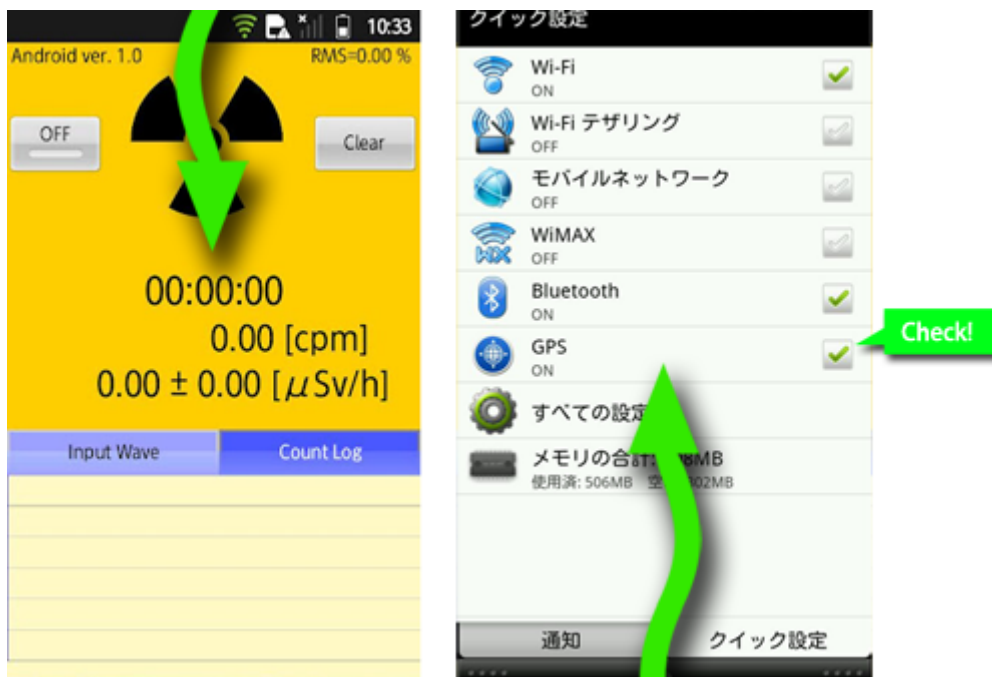 10:33
Android ver. 1.0
RMS=0.00 %
OFF
Clear
00:00:00
0.00 [cpm]
0.00 ± 0.00 [μSv/h]
Input Wave
Count Log
クイック設定
Wi-Fi
ON
Wi-Fi テザリング
OFF
モバイルネットワーク
OFF
WiMAX
OFF
Bluetooth
ON
GPS
ON
Check!
すべての設定
メモリの合計:
使用済: 506MB
通知
クイック設定